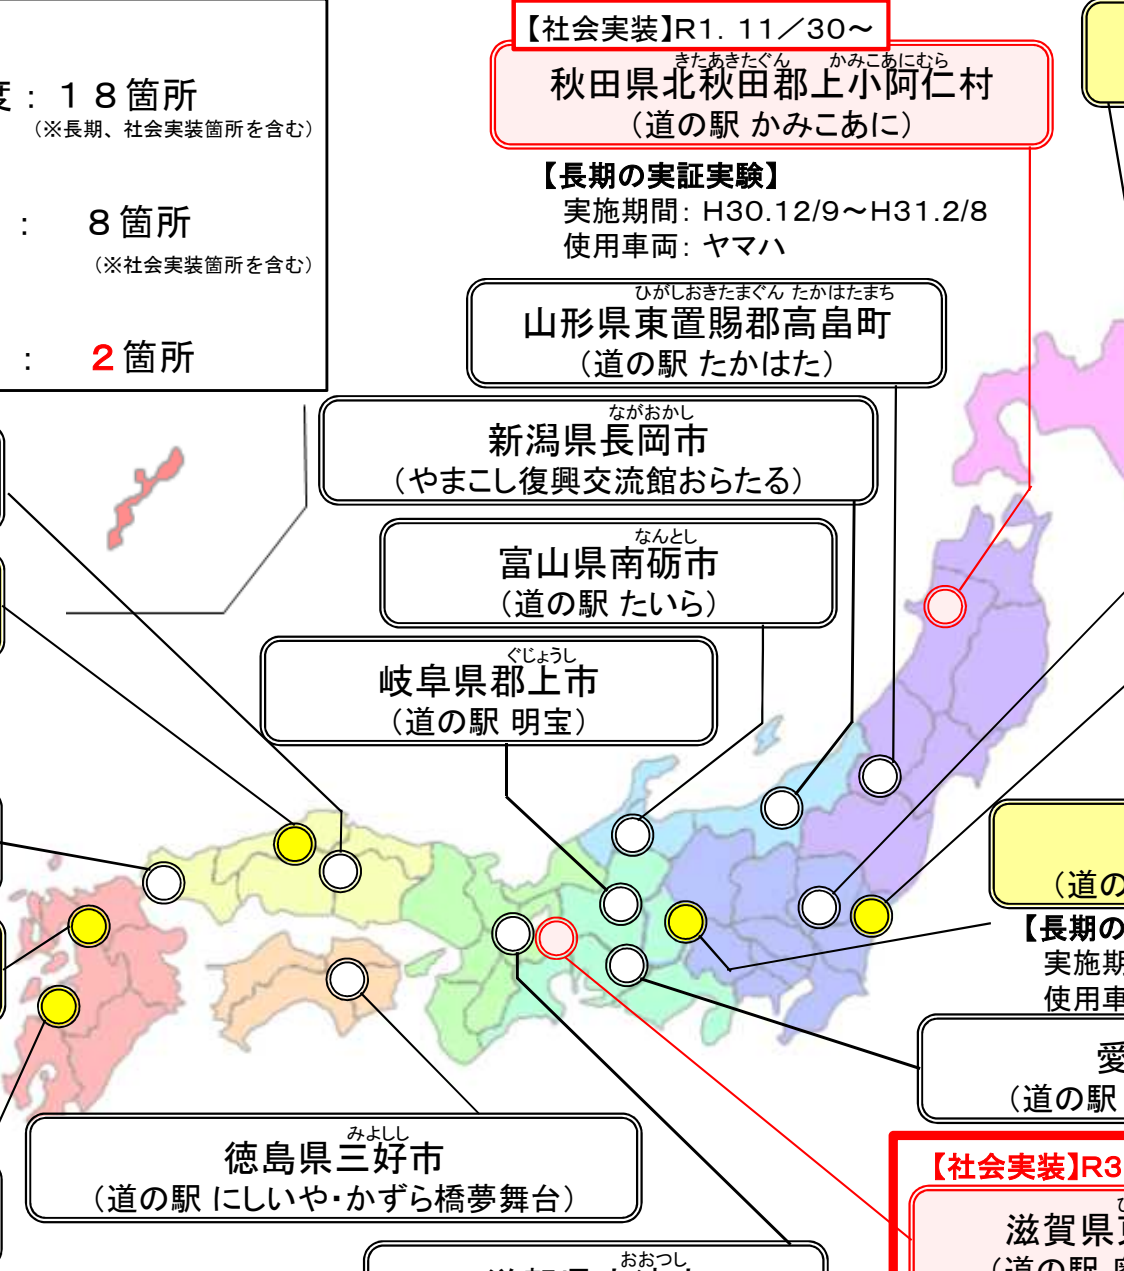 度：１８箇所
（※長期、社会実装箇所を含む）
： ８箇所
（※社会実装箇所を含む）
： ２箇所
【社会実装】R1. 11／30～
きたあきたぐん かみこあにむら
秋田県北秋田郡上小阿仁村
（道の駅 かみこあに）
【長期の実証実験】
実施期間：H30.12/9～H31.2/8
使用車両：ヤマハ
ひがしおきたまぐん たかはたまち
山形県東置賜郡高畠町
（道の駅 たかはた）
ながおかし
新潟県長岡市
（やまこし復興交流館おらたる）
なんとし
富山県南砺市
（道の駅 たいら）
ぐじょうし
岐阜県郡上市
（道の駅 明宝）
（道の
【長期の
実施期
使用車
愛
（道の駅
みよしし
徳島県三好市
（道の駅 にしいや・かずら橋夢舞台）
【社会実装】R3
滋賀県
（道の駅
おおつし